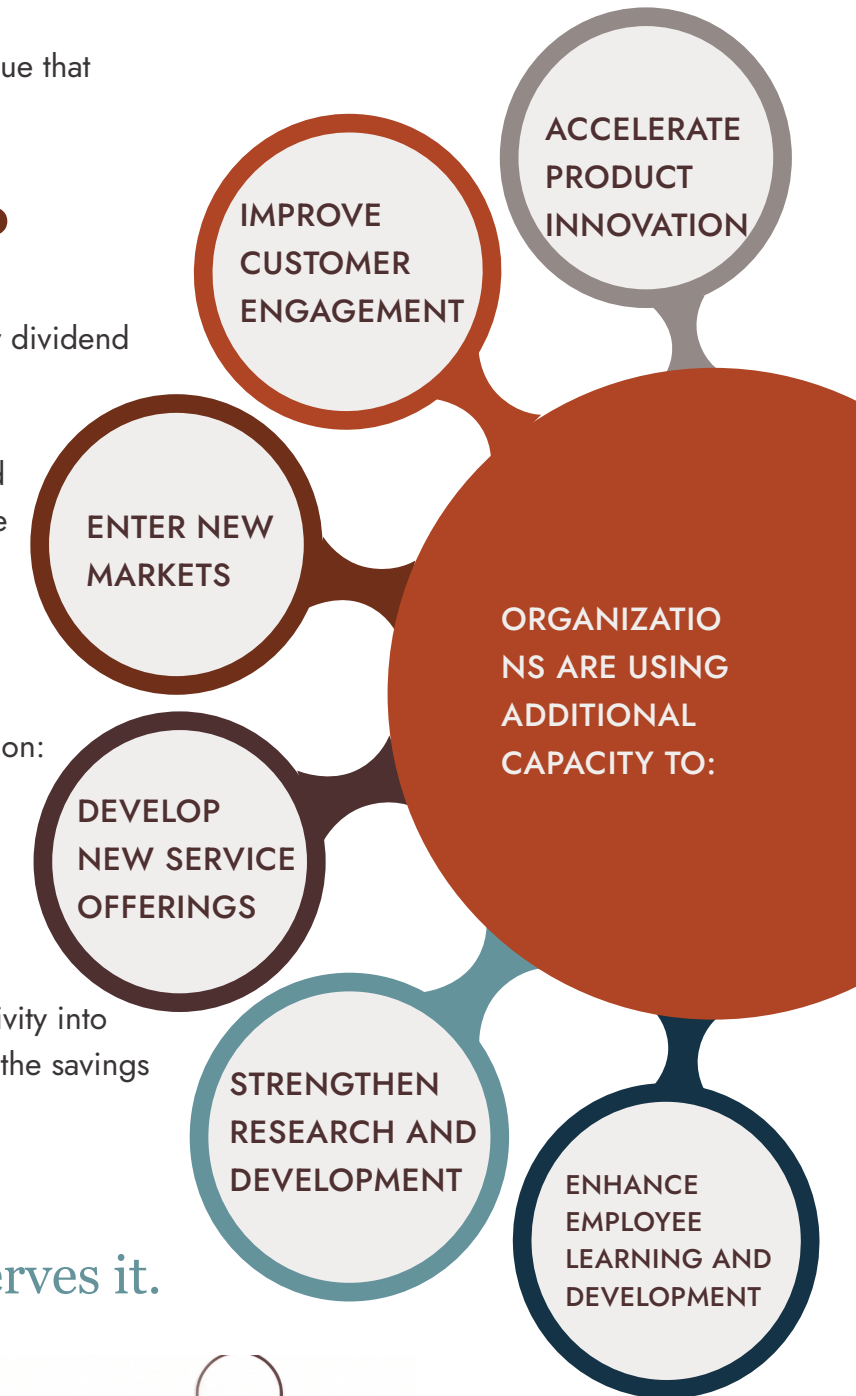 ue that
dividend
ACCELERATE
PRODUCT
INNOVATION
IMPROVE
CUSTOMER
ENGAGEMENT
ENTER NEW
MARKETS
ORGANIZATIO
NS ARE USING
ADDITIONAL
CAPACITY TO:
on:
DEVELOP
NEW SERVICE
OFFERINGS
ivity into
the savings
STRENGTHEN
RESEARCH AND
DEVELOPMENT
ENHANCE
EMPLOYEE
LEARNING AND
DEVELOPMENT
erves it.